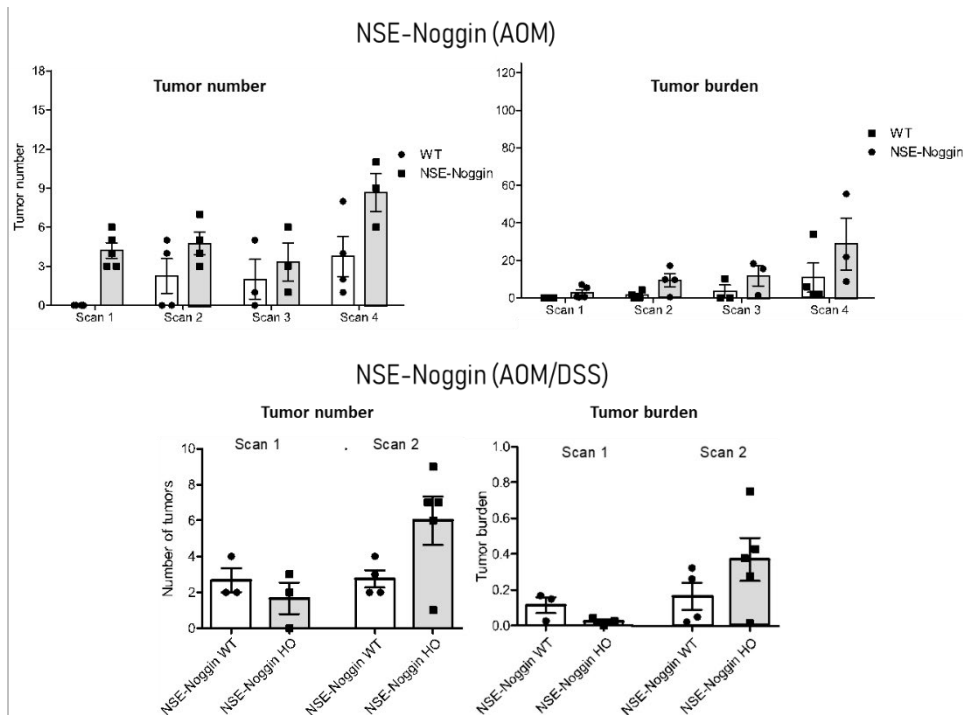 NSE-Noggin (AOM)
Tumor number
Tumor number
18
15
12
9
6
3
0
Scan 1 Scan 2 Scan 3 Scan 4
WT
NSE-Noggin
Tumor burden
120
100
80
60
40
20
0
Scan 1 Scan 2 Scan 3 Scan 4
WT
NSE-Noggin
NSE-Noggin (AOM/DSS)
Tumor number
Scan 1 Scan 2
Number of tumors
10
8
6
4
2
0
NSE-Noggin WT
NSE-Noggin HO
NSE-Noggin WT
NSE-Noggin HO
Tumor burden
Scan 1 Scan 2
Tumor burden
1.0
0.8
0.6
0.4
0.2
0.0
NSE-Noggin WT
NSE-Noggin HO
NSE-Noggin WT
NSE-Noggin HO